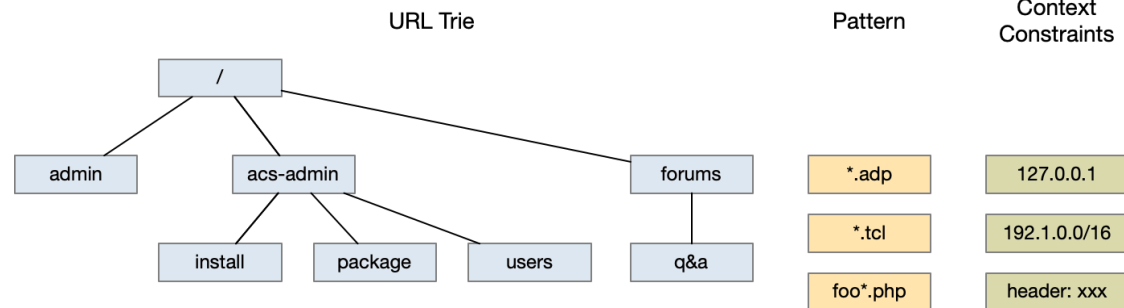 URL Trie
Pattern
Context
Constraints
/
admin
acs-admin
forums
*.adp
127.0.0.1
*.tcl
192.1.0.0/16
install
package
users
q&a
foo*.php
header: xxx